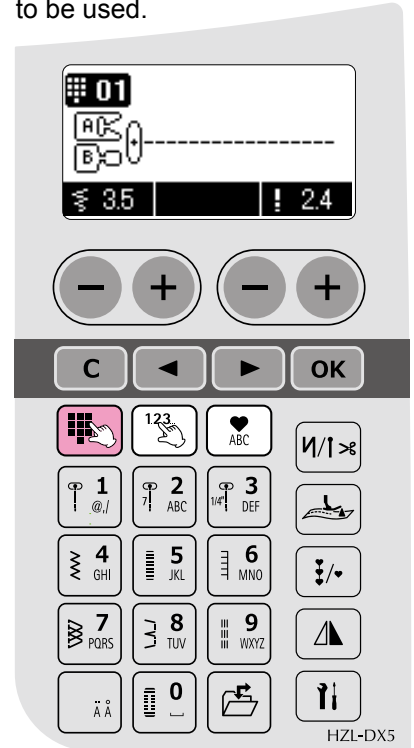 to be used.
01
A
B
3.5 2.4
C OK
123 ABC
1 .@,/ 7 2 ABC 1/4" 3 DEF
4 GHI 5 JKL 6 MNO
7 PQRS 8 TUV 9 WXYZ
Ä Å 0
HZL-DX5